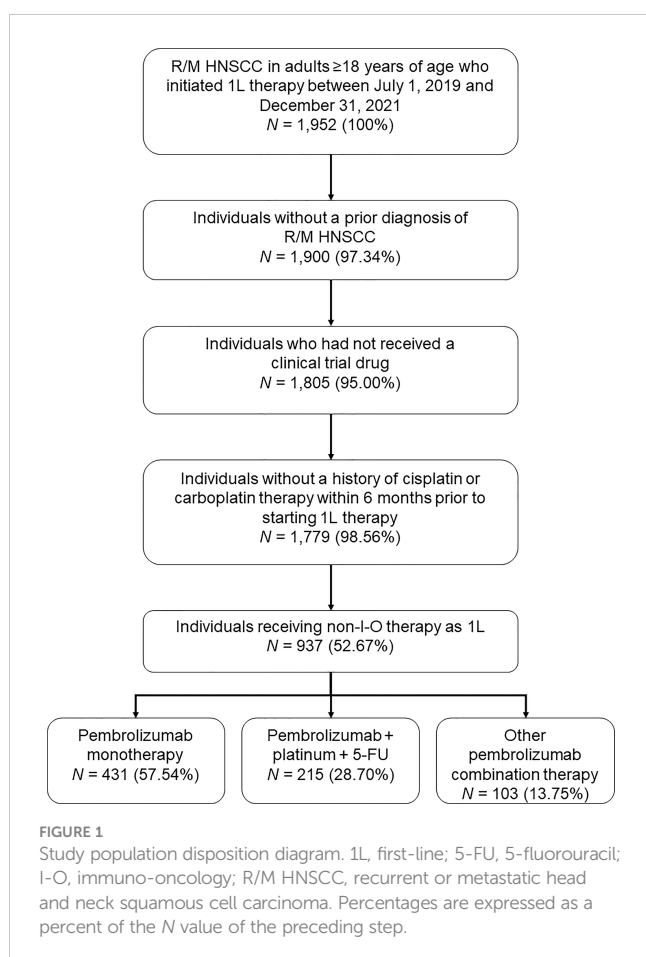 R/M HNSCC in adults ≥18 years of age who
initiated 1L therapy between July 1, 2019 and
December 31, 2021
N = 1,952 (100%)
Individuals without a prior diagnosis of
R/M HNSCC
N = 1,900 (97.34%)
Individuals who had not received a
clinical trial drug
N = 1,805 (95.00%)
Individuals without a history of cisplatin or
carboplatin therapy within 6 months prior to
starting 1L therapy
N = 1,779 (98.56%)
Individuals receiving non-I-O therapy as 1L
N = 937 (52.67%)
Pembrolizumab
monotherapy
N = 431 (57.54%)
Pembrolizumab +
platinum + 5-FU
N = 215 (28.70%)
Other
pembrolizumab
combination therapy
N = 103 (13.75%)
FIGURE 1
Study population disposition diagram. 1L, first-line; 5-FU, 5-fluorouracil;
I-O, immuno-oncology; R/M HNSCC, recurrent or metastatic head
and neck squamous cell carcinoma. Percentages are expressed as a
percent of the N value of the preceding step.